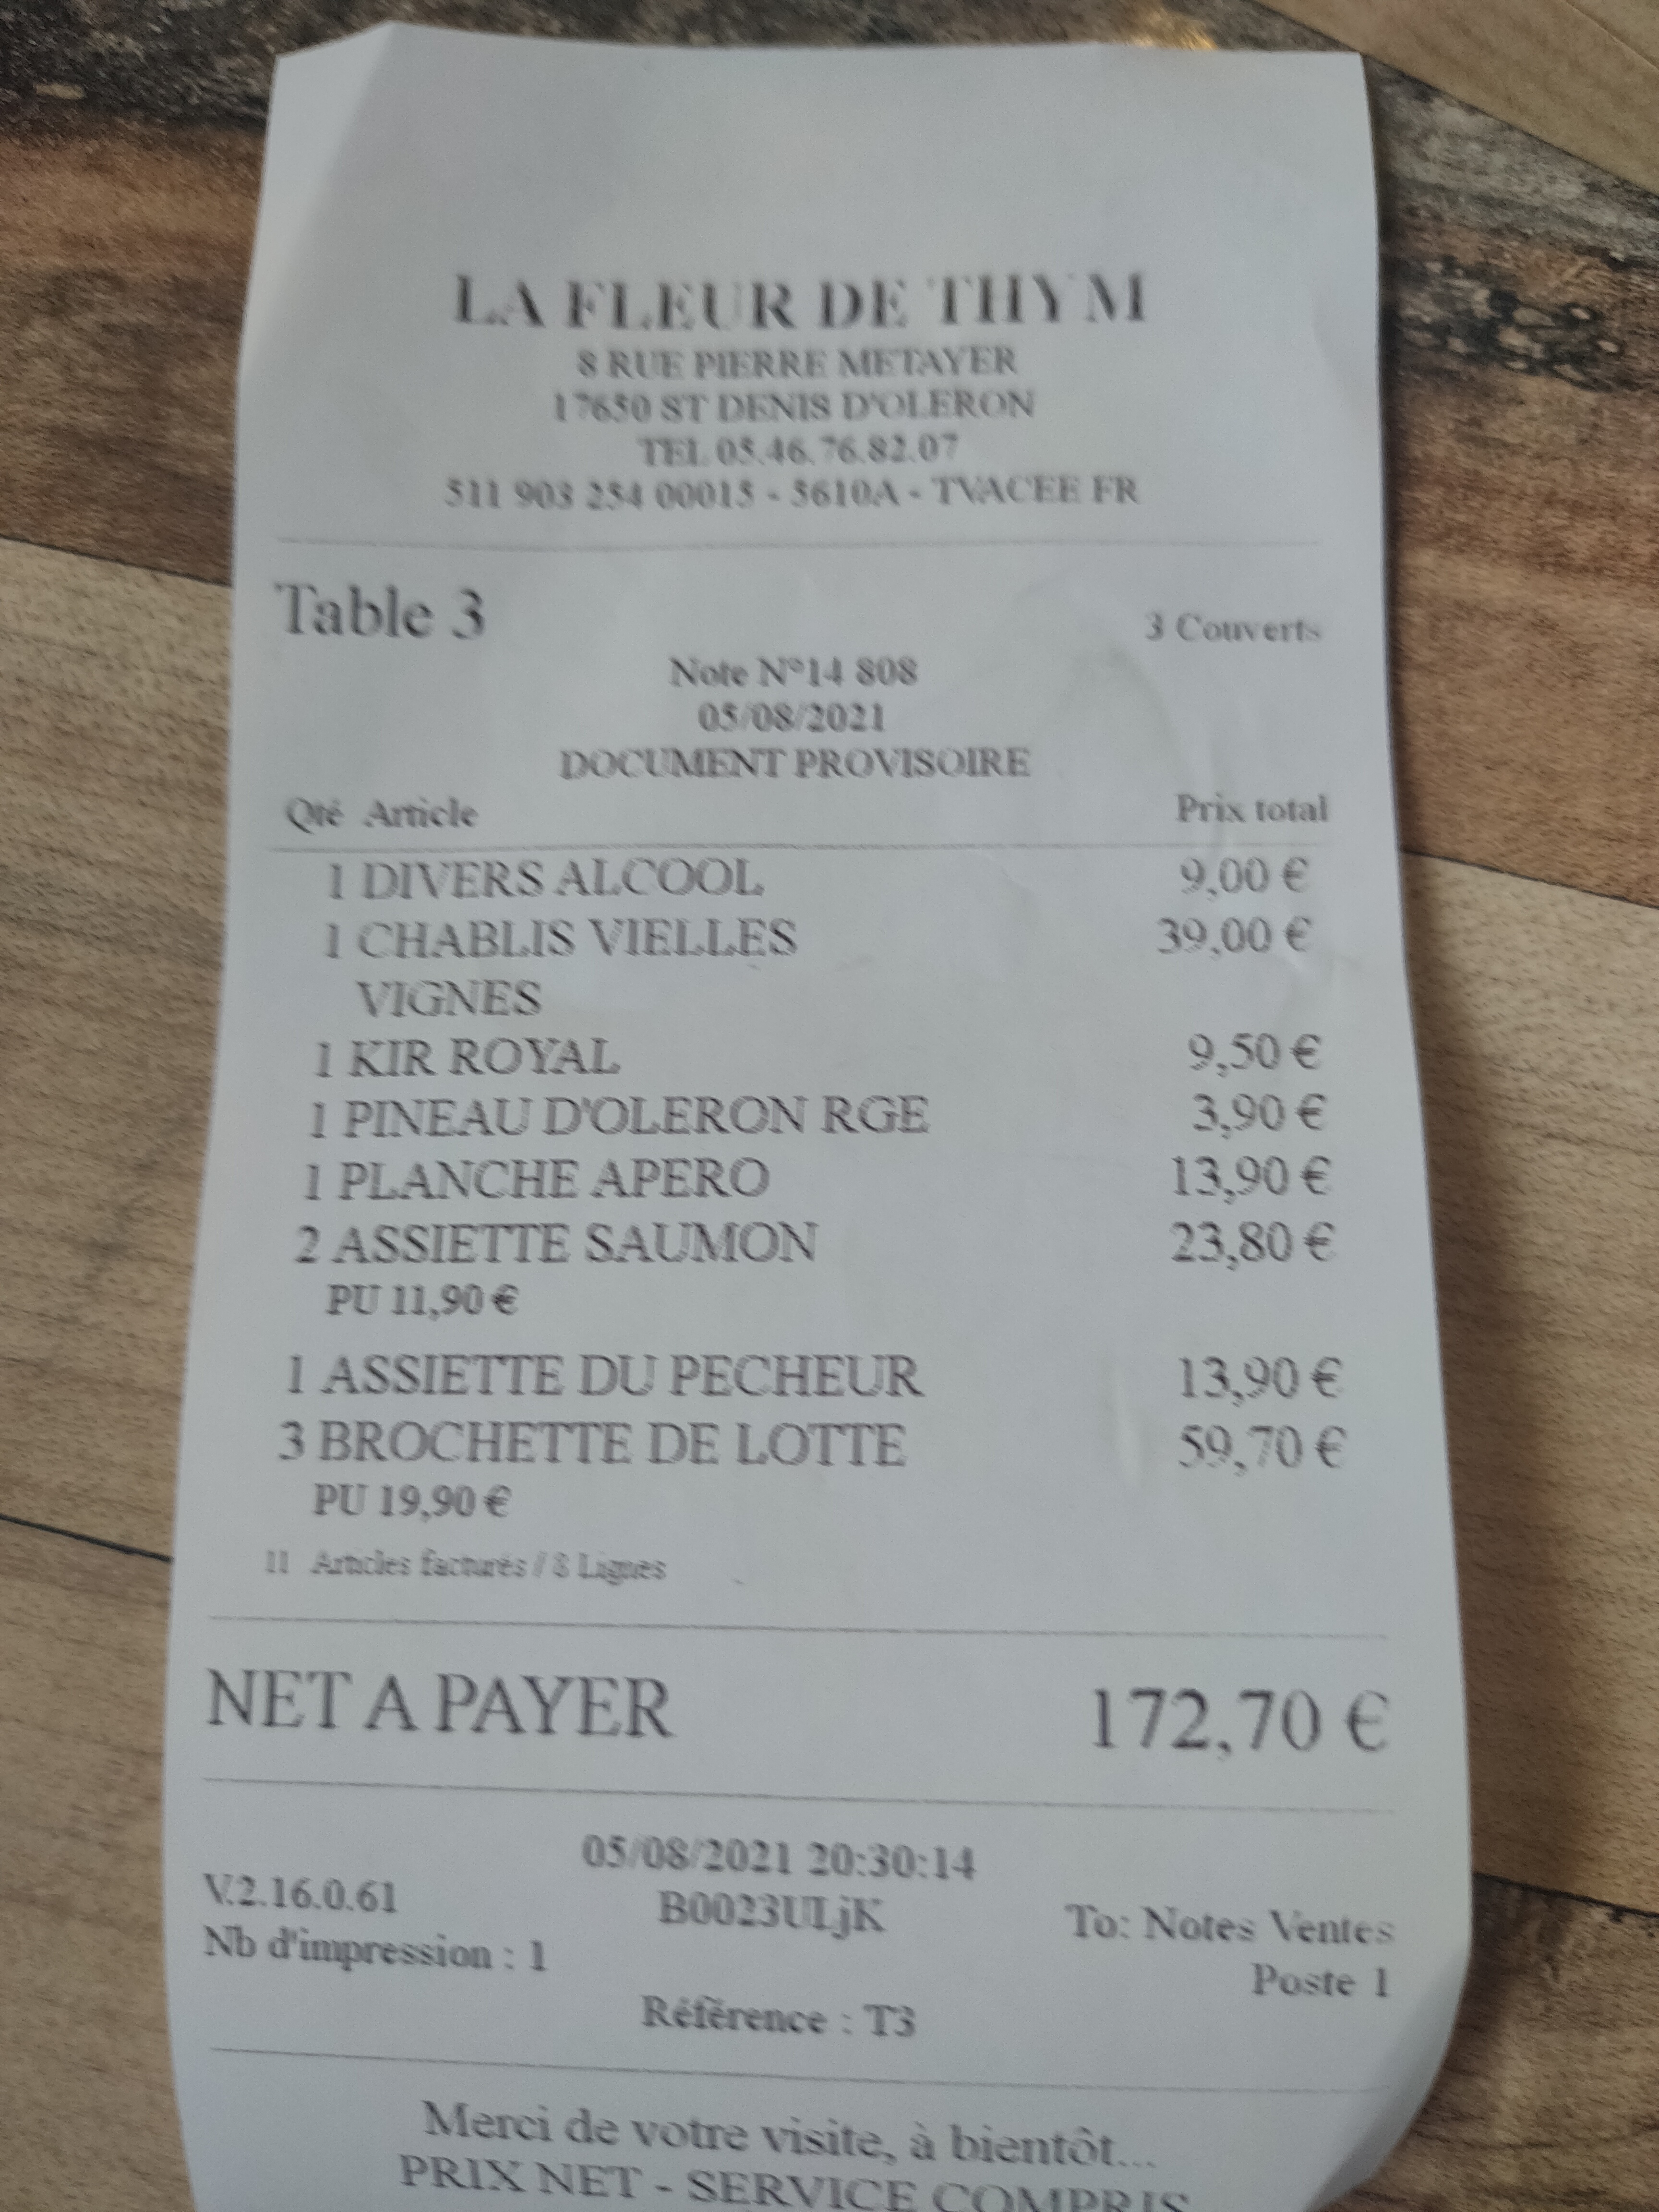 LA FLEUR DE THYM
8 RUE PIERRE METAYER
17650 ST DENIS D'OLERON
TEL 05.46.76.82.07
511 903 254 00015 - 5610A - TVACEE FR
Table 3 3 Couverts
Note N°14 808
05/08/2021
DOCUMENT PROVISOIRE
Qté Article Prix total
1 DIVERS ALCOOL 9,00 €
1 CHABLIS VIELLES 39,00 €
VIGNES
1 KIR ROYAL 9,50 €
1 PINEAU D'OLERON RGE 3,90 €
1 PLANCHE APERO 13,90 €
2 ASSIETTE SAUMON 23,80 €
PU 11,90 €
1 ASSIETTE DU PECHEUR 13,90 €
3 BROCHETTE DE LOTTE 59,70 €
PU 19,90 €
11 Articles facturés / 8 Lignes
NET A PAYER 172,70 €
05/08/2021 20:30:14
V.2.16.0.61 B0023ULjK To: Notes Ventes
Nb d'impression : 1 Poste 1
Référence : T3
Merci de votre visite, à bientôt...
PRIX NET - SERVICE COMPRIS